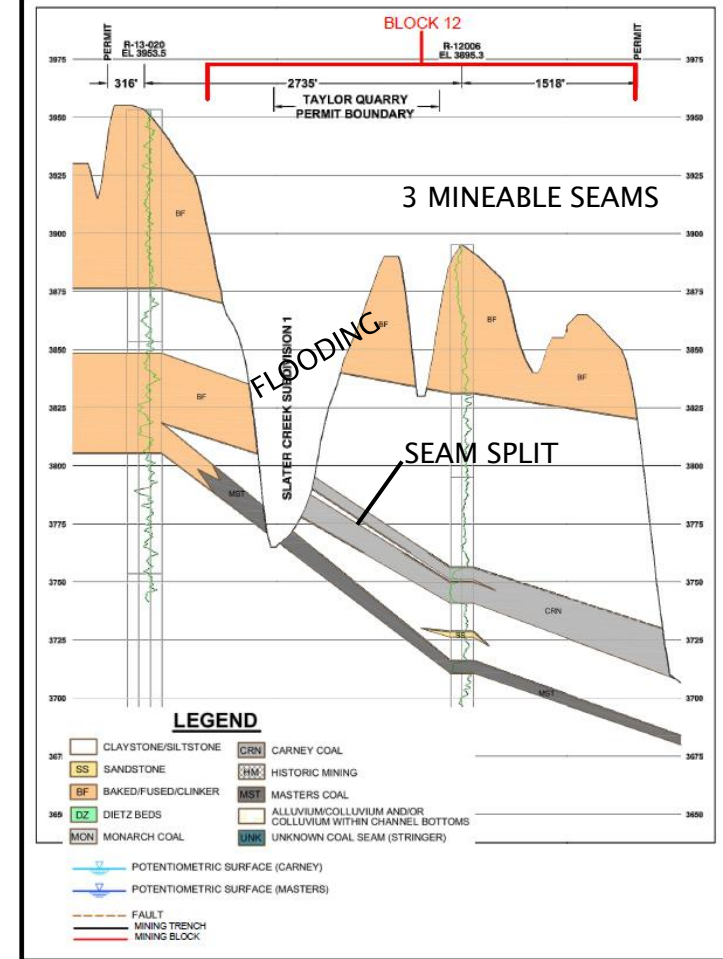 BLOCK 12
PERMIT
R-13-020
EL 3953.5
R-12006
EL 3895.3
PERMIT
3975
3975
316'
2735'
1518'
TAYLOR QUARRY
PERMIT BOUNDARY
3950
3950
3925
3925
BF
3 MINEABLE SEAMS
3900
3900
3875
3875
BF
BF
FLOODING
SLATER CREEK SUBDIVISION 1
3850
3850
BF
BF
3825
3825
SEAM SPLIT
3800
3800
MST
3775
3775
3750
3750
CRN
3725
3725
SS
3700
3700
MST
LEGEND
367
3675
CLAYSTONE/SILTSTONE
SS SANDSTONE
BF BAKED/FUSED/CLINKER
DZ DIETZ BEDS
MON MONARCH COAL
CRN CARNEY COAL
HM HISTORIC MINING
MST MASTERS COAL
ALLUVIUM/COLLUVIUM AND/OR
COLLUVIUM WITHIN CHANNEL BOTTOMS
UNK UNKNOWN COAL SEAM (STRINGER)
3650
POTENTIOMETRIC SURFACE (CARNEY)
POTENTIOMETRIC SURFACE (MASTERS)
FAULT
MINING TRENCH
MINING BLOCK